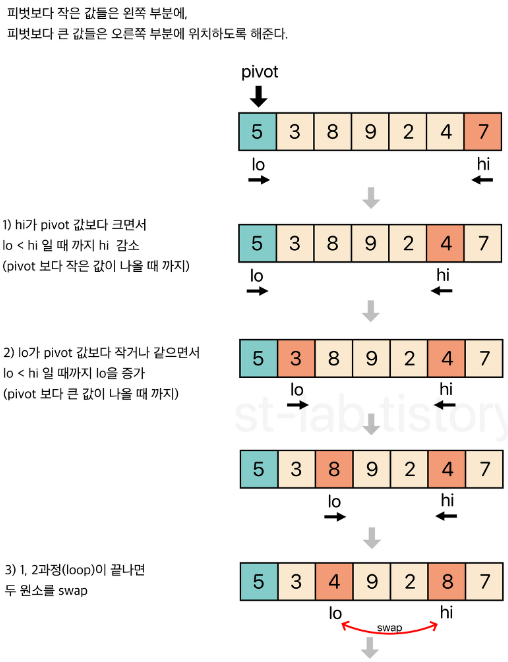 피벗보다 작은 값들은 왼쪽 부분에,
피벗보다 큰 값들은 오른쪽 부분에 위치하도록 해준다.
pivot
5 3 8 9 2 4 7
lo hi
1) hi가 pivot 값보다 크면서
lo < hi 일 때 까지 hi 감소
(pivot 보다 작은 값이 나올 때 까지)
5 3 8 9 2 4 7
lo hi
2) lo가 pivot 값보다 작거나 같으면서
lo < hi 일 때까지 lo을 증가
(pivot 보다 큰 값이 나올 때 까지)
5 3 8 9 2 4 7
lo hi
st-lab.tistory
5 3 8 9 2 4 7
lo hi
3) 1, 2과정(loop)이 끝나면
두 원소를 swap
5 3 4 9 2 8 7
lo hi
swap